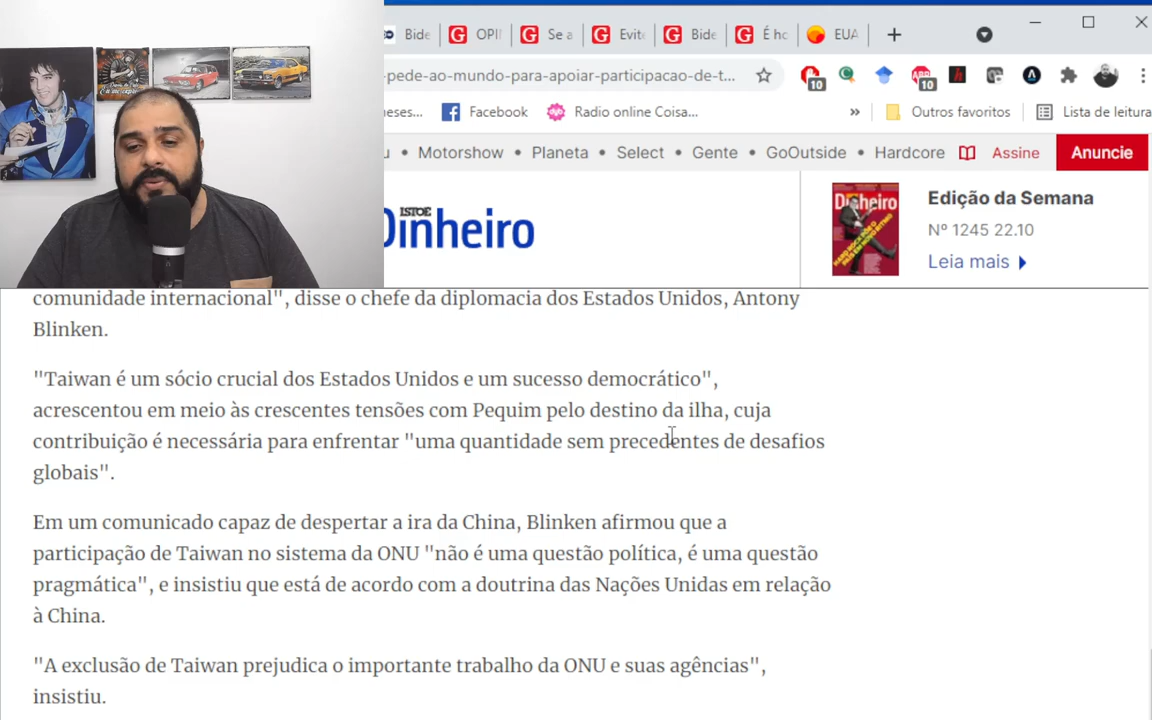 Bide
OPI
Se a
Evite
Bide
É ho
EUA
-pede-ao-mundo-para-apoiar-participacao-de-t...
10
10
eses...
Facebook
Radio online Coisa...
»
Outros favoritos
Lista de leitura
• Motorshow • Planeta • Select • Gente • GoOutside • Hardcore
Assine
Anuncie
ISTOÉ
Dinheiro
Dinheiro
Edição da Semana
Nº 1245 22.10
Leia mais
comunidade internacional", disse o chefe da diplomacia dos Estados Unidos, Antony
Blinken.
"Taiwan é um sócio crucial dos Estados Unidos e um sucesso democrático",
acrescentou em meio às crescentes tensões com Pequim pelo destino da ilha, cuja
contribuição é necessária para enfrentar "uma quantidade sem precedentes de desafios
globais".
Em um comunicado capaz de despertar a ira da China, Blinken afirmou que a
participação de Taiwan no sistema da ONU "não é uma questão política, é uma questão
pragmática", e insistiu que está de acordo com a doutrina das Nações Unidas em relação
à China.
"A exclusão de Taiwan prejudica o importante trabalho da ONU e suas agências",
insistiu.